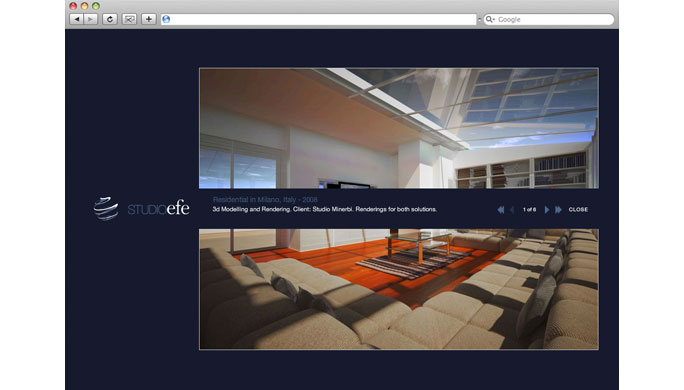 Google
STUDIOefe
Residential in Milano, Italy - 2008
3d Modelling and Rendering. Client: Studio Minerbi. Renderings for both solutions.
1 of 6
CLOSE